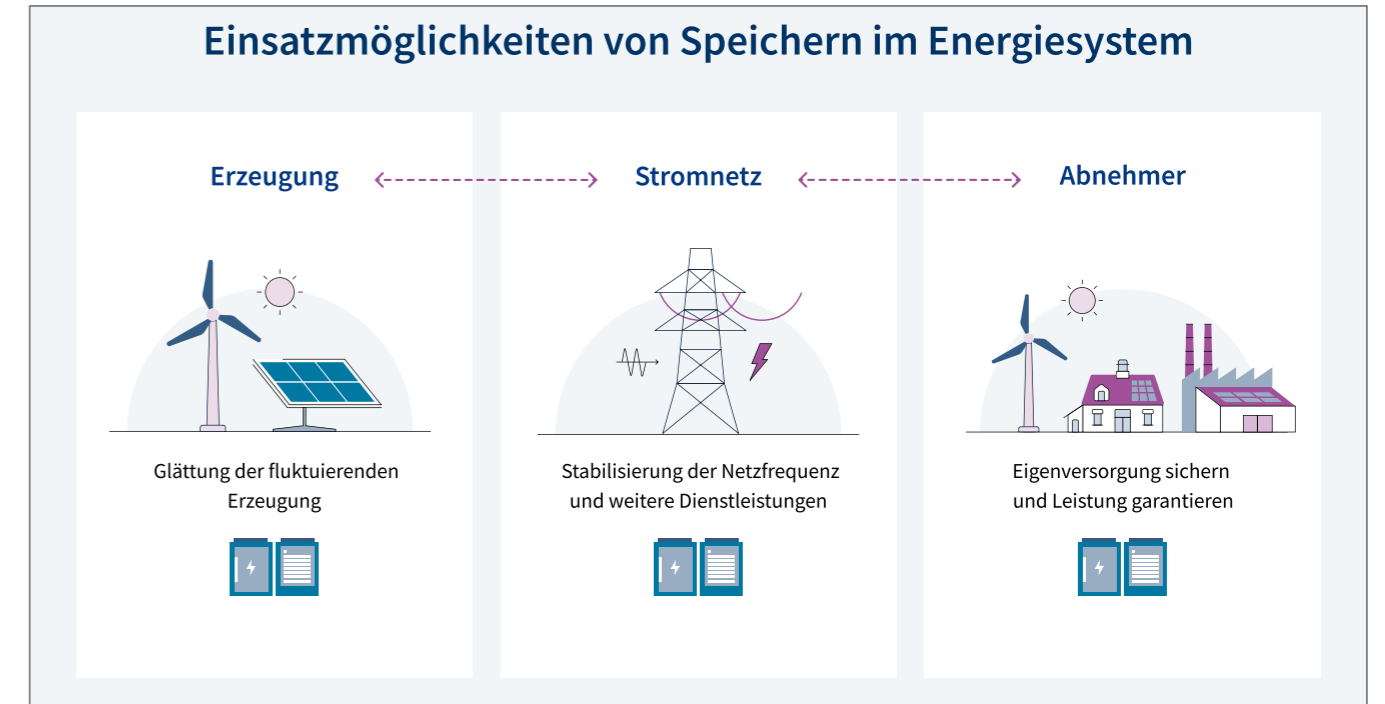 Einsatzmöglichkeiten von Speichern im Energiesystem
Erzeugung
Stromnetz
Abnehmer
Glättung der fluktuierenden
Erzeugung
Stabilisierung der Netzfrequenz
und weitere Dienstleistungen
Eigenversorgung sichern
und Leistung garantieren